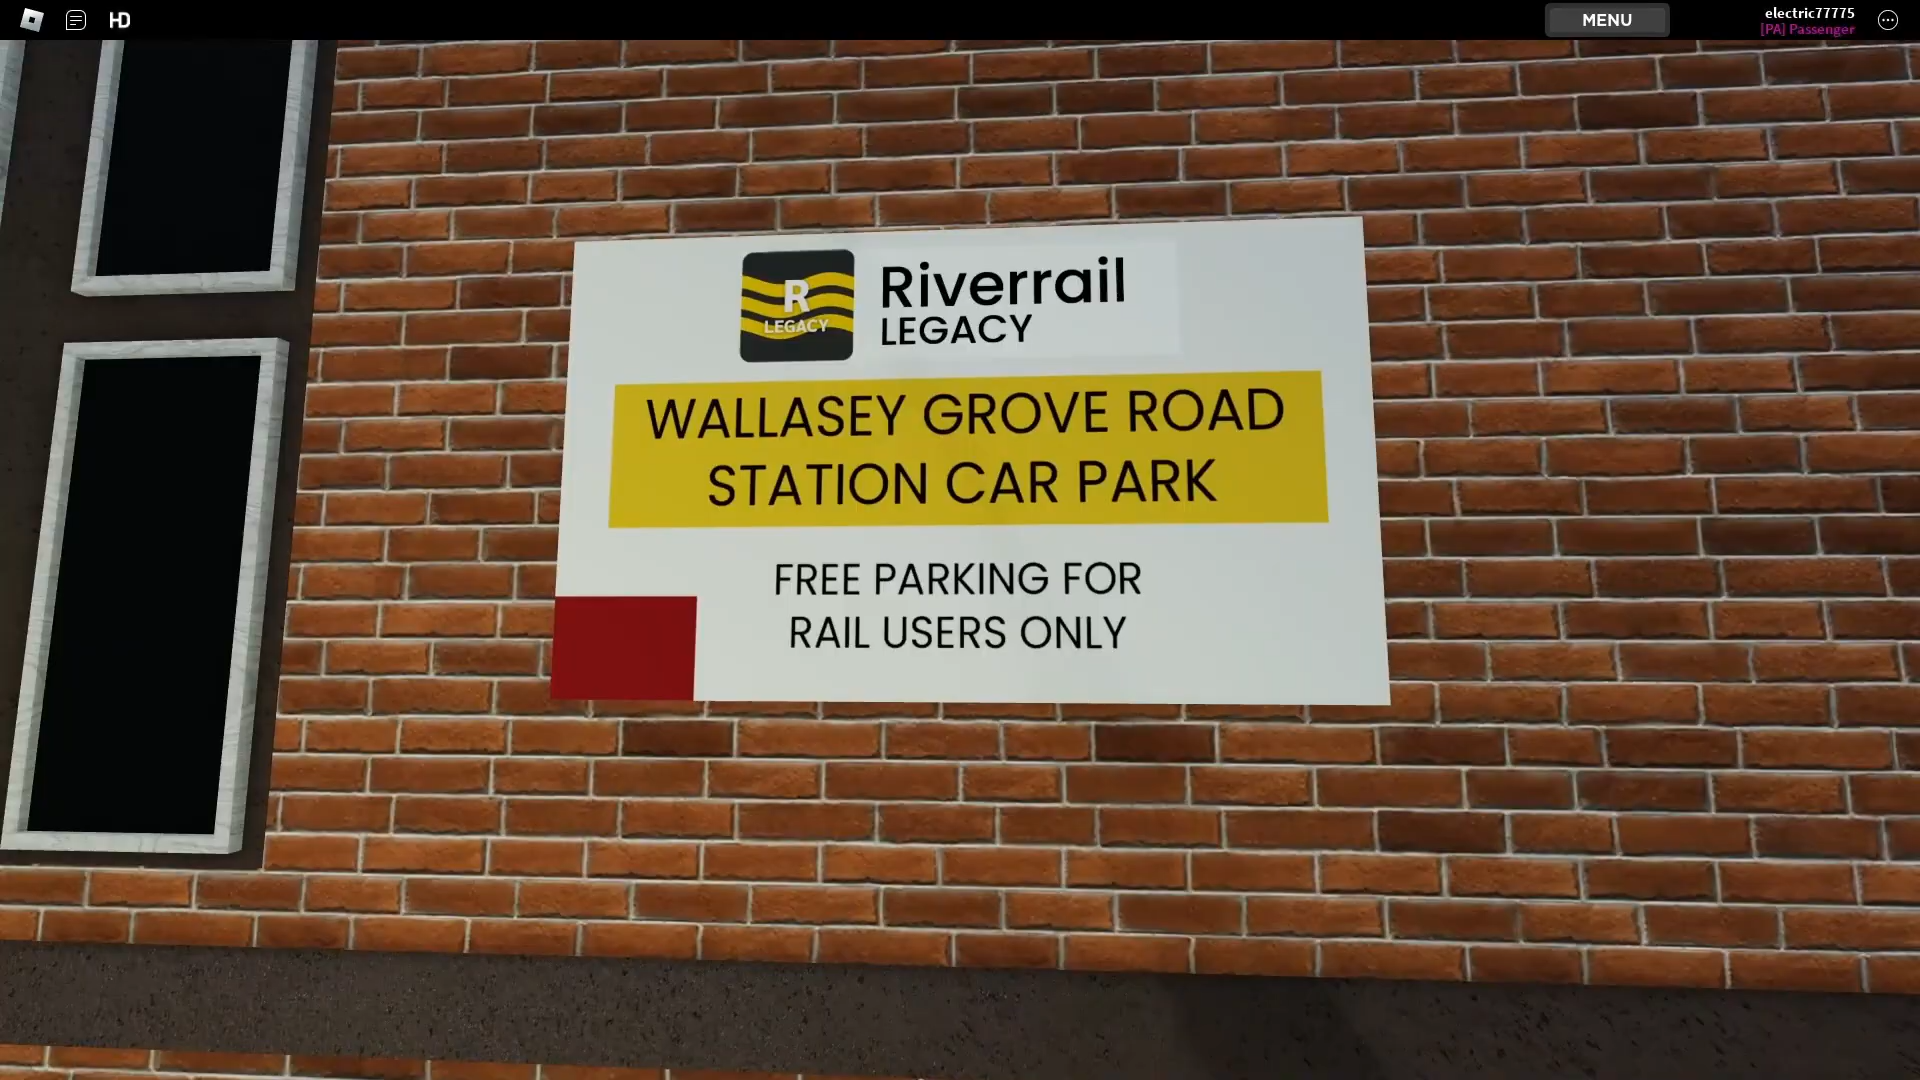 HD
MENU
electric77775
[PA] Passenger
R
LEGACY
Riverrail
LEGACY
WALLASEY GROVE ROAD
STATION CAR PARK
FREE PARKING FOR
RAIL USERS ONLY